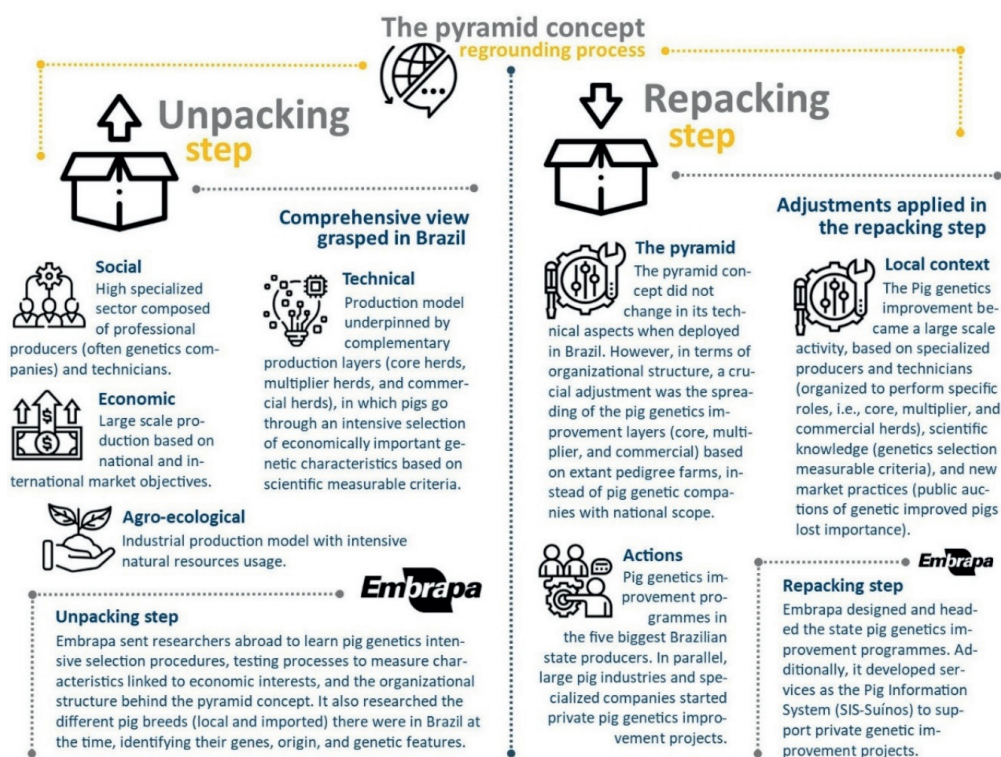 The pyramid concept
regrounding process
Unpacking
step
Comprehensive view
grasped in Brazil
Social
High specialized
sector composed
of professional
producers (often genetics com-
panies) and technicians.
Economic
Large scale pro-
duction based on
national and in-
ternational market objectives.
Technical
Production model
underpinned by
complementary
production layers (core herds,
multiplier herds, and commer-
cial herds), in which pigs go
through an intensive selection
of economically important ge-
netic characteristics based on
scientific measurable criteria.
Agro-ecological
Industrial production model with intensive
natural resources usage.
Embrapa
Unpacking step
Embrapa sent researchers abroad to learn pig genetics inten-
sive selection procedures, testing processes to measure cha-
racteristics linked to economic interests, and the organizational
structure behind the pyramid concept. It also researched the
different pig breeds (local and imported) there were in Brazil at
the time, identifying their genes, origin, and genetic features.
Repacking
step
Adjustments applied in
the repacking step
The pyramid
The pyramid con-
cept did not
change in its tech-
nical aspects when deployed
in Brazil. However, in terms of
organizational structure, a cru-
cial adjustment was the sprea-
ding of the pig genetics im-
provement layers (core, multi-
plier, and commercial) based
on extant pedigree farms, in-
stead of pig genetic compa-
nies with national scope.
Local context
The Pig genetics
improvement be-
came a large scale
activity, based on specialized
producers and technicians
(organized to perform specific
roles, i.e., core, multiplier, and
commercial herds), scientific
knowledge (genetics selection
measurable criteria), and new
market practices (public auc-
tions of genetic improved pigs
lost importance).
Actions
Pig genetics im-
provement pro-
grammes in
the five biggest Brazilian
state producers. In parallel,
large pig industries and spe-
cialized companies started
private pig genetics impro-
vement projects.
Embrapa
Repacking step
Embrapa designed and head-
ed the state pig genetics im-
provement programmes. Ad-
ditionally, it developed ser-
vices as the Pig Information
System (SIS-Suínos) to sup-
port private genetic im-
provement projects.